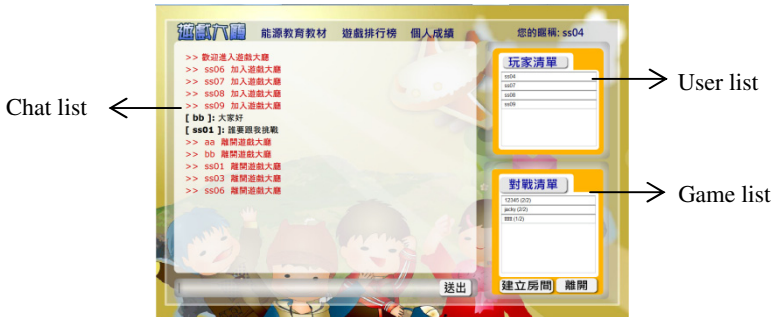 遊戲大廳 能源教育教材 遊戲排行榜 個人成績 您的暱稱: ss04
>> 歡迎進入遊戲大廳
>> ss06 加入遊戲大廳
>> ss07 加入遊戲大廳
>> ss08 加入遊戲大廳
>> ss09 加入遊戲大廳
[ bb ]: 大家好
[ ss01 ]: 誰要跟我挑戰
>> aa 離開遊戲大廳
>> bb 離開遊戲大廳
>> ss01 離開遊戲大廳
>> ss03 離開遊戲大廳
>> ss06 離開遊戲大廳
送出
玩家清單
ss04
ss07
ss08
ss09
對戰清單
12345 (2/2)
jacky (2/2)
BBB (1/2)
建立房間 離開
Chat list
User list
Game list